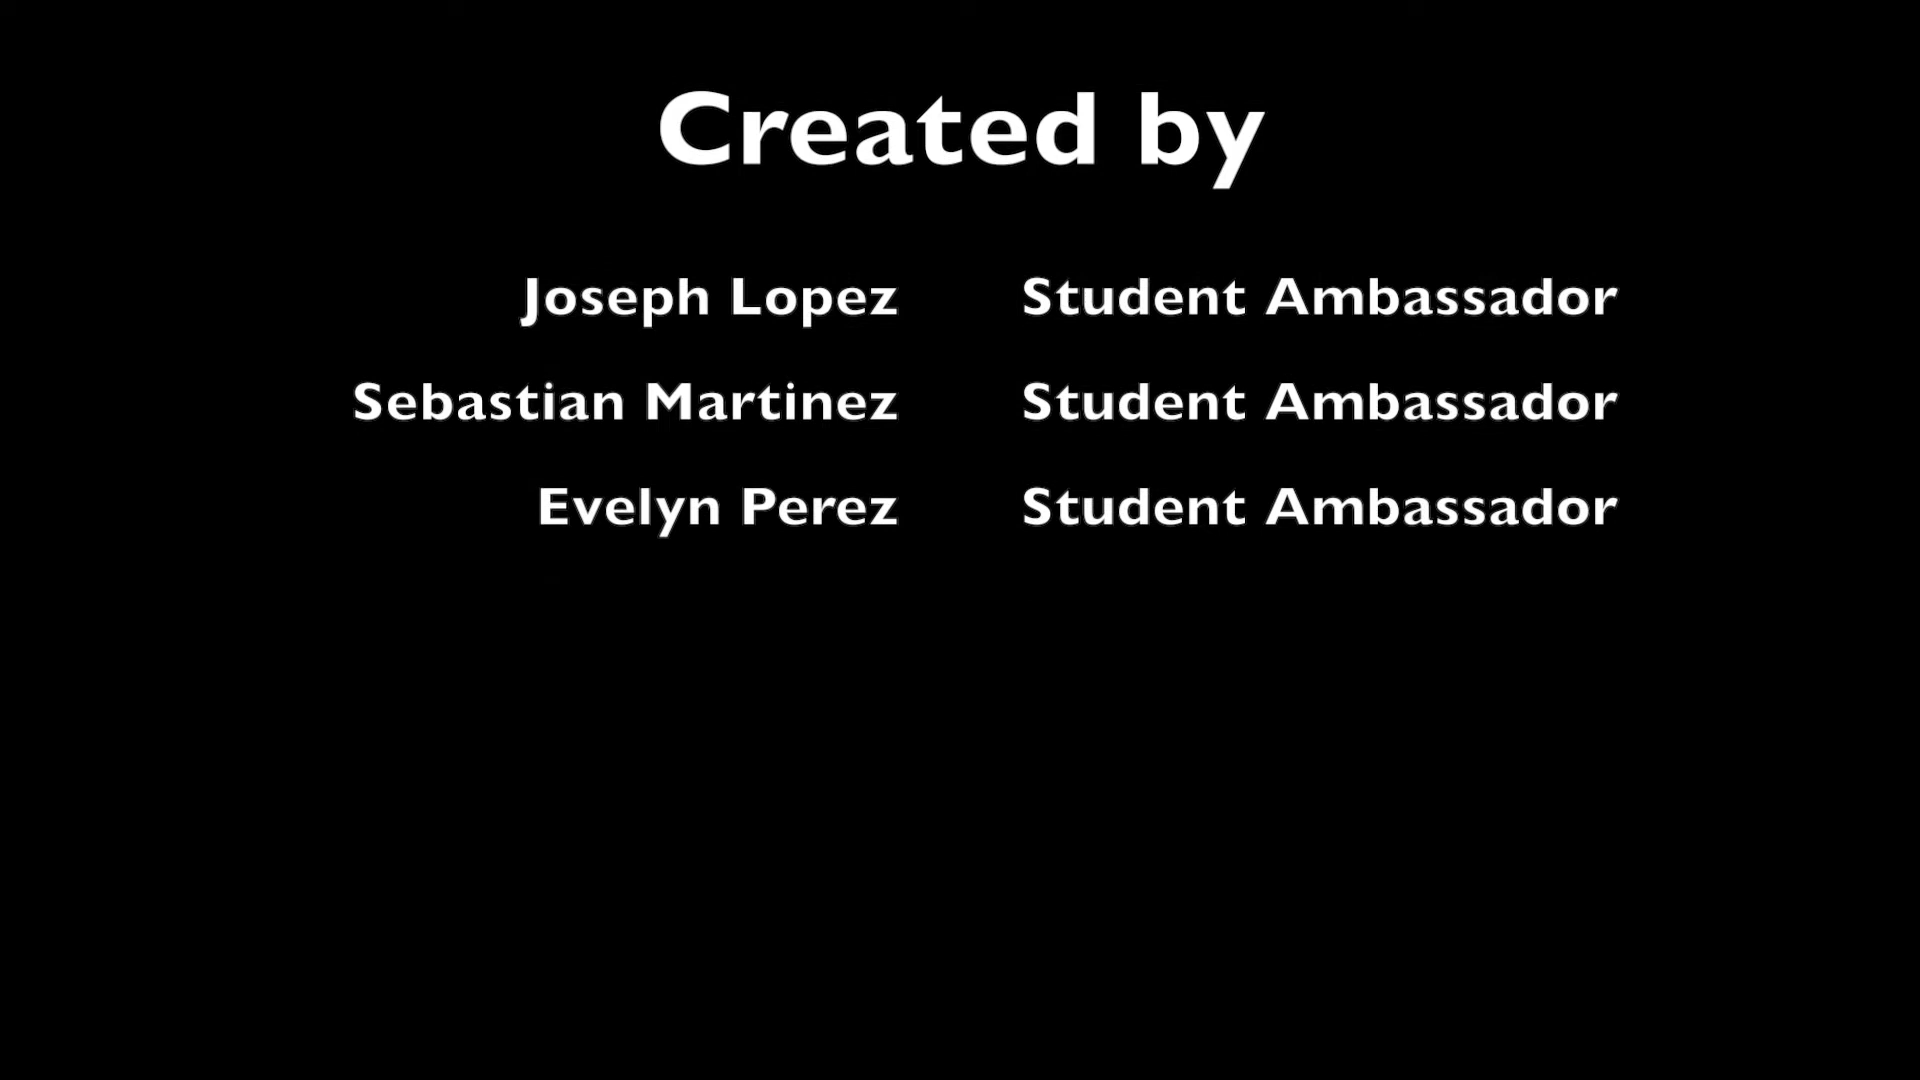 Created by
Joseph Lopez Student Ambassador
Sebastian Martinez Student Ambassador
Evelyn Perez Student Ambassador